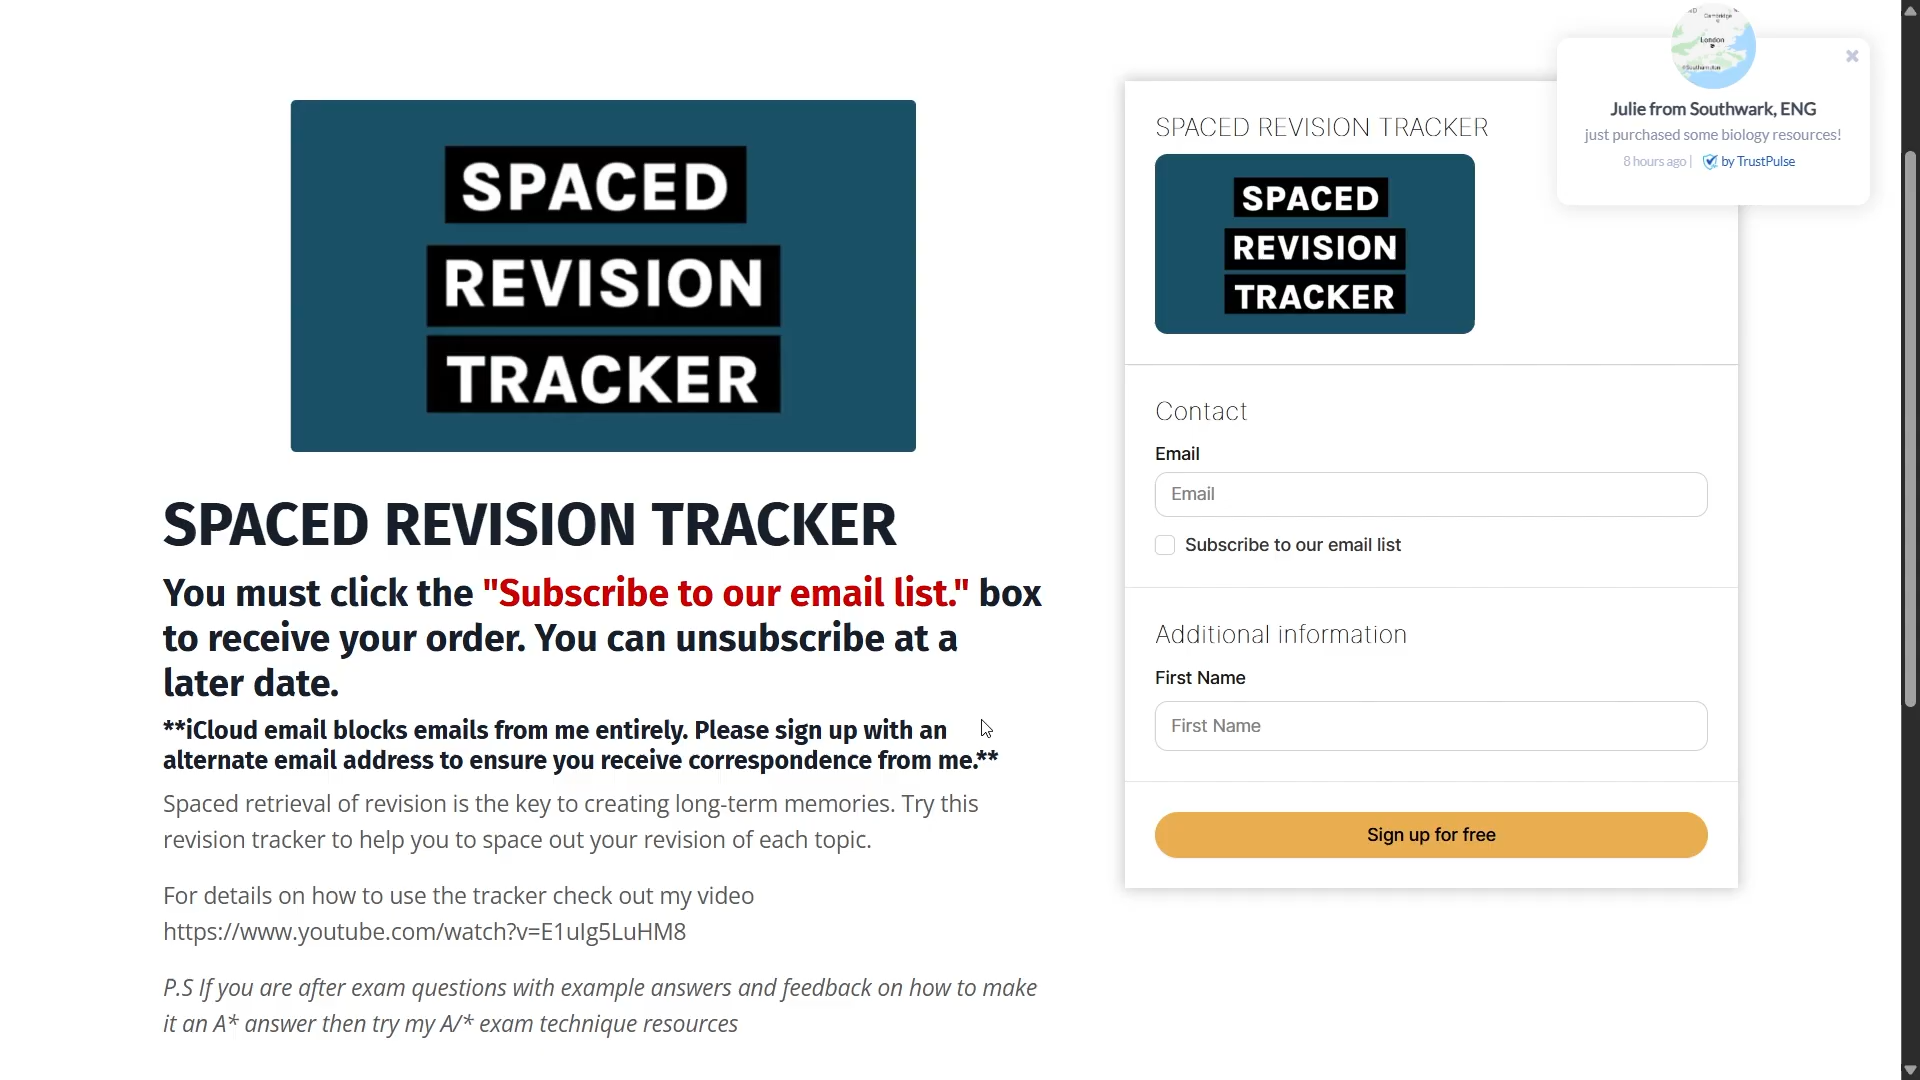 SPACED
REVISION
TRACKER
SPACED REVISION TRACKER
You must click the "Subscribe to our email list." box
to receive your order. You can unsubscribe at a
later date.
**iCloud email blocks emails from me entirely. Please sign up with an
alternate email address to ensure you receive correspondence from me.**
Spaced retrieval of revision is the key to creating long-term memories. Try this
revision tracker to help you to space out your revision of each topic.
For details on how to use the tracker check out my video
https://www.youtube.com/watch?v=E1uIg5LuHM8
P.S If you are after exam questions with example answers and feedback on how to make
it an A* answer then try my A/* exam technique resources
SPACED REVISION TRACKER
SPACED
REVISION
TRACKER
Contact
Email
Email
Subscribe to our email list
Additional information
First Name
First Name
Sign up for free
Cambridge
London
Southampton
Julie from Southwark, ENG
just purchased some biology resources!
8 hours ago | by TrustPulse